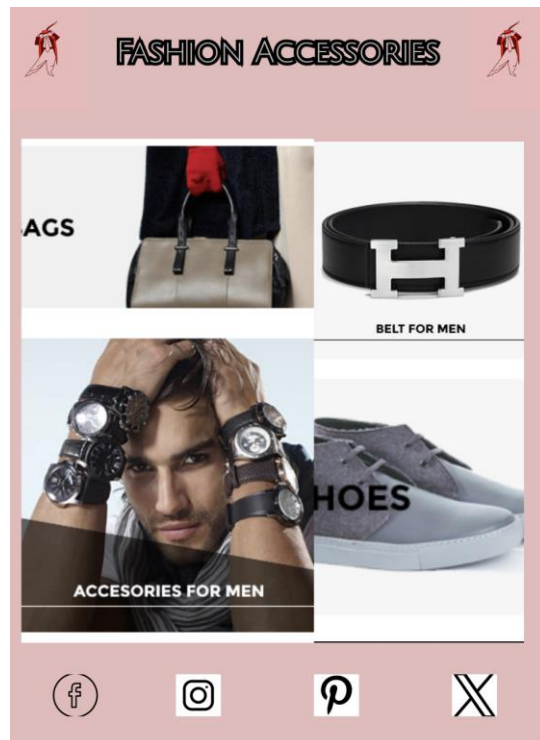 FASHION ACCESSORIES
AGS
BELT FOR MEN
HOES
ACCESORIES FOR MEN